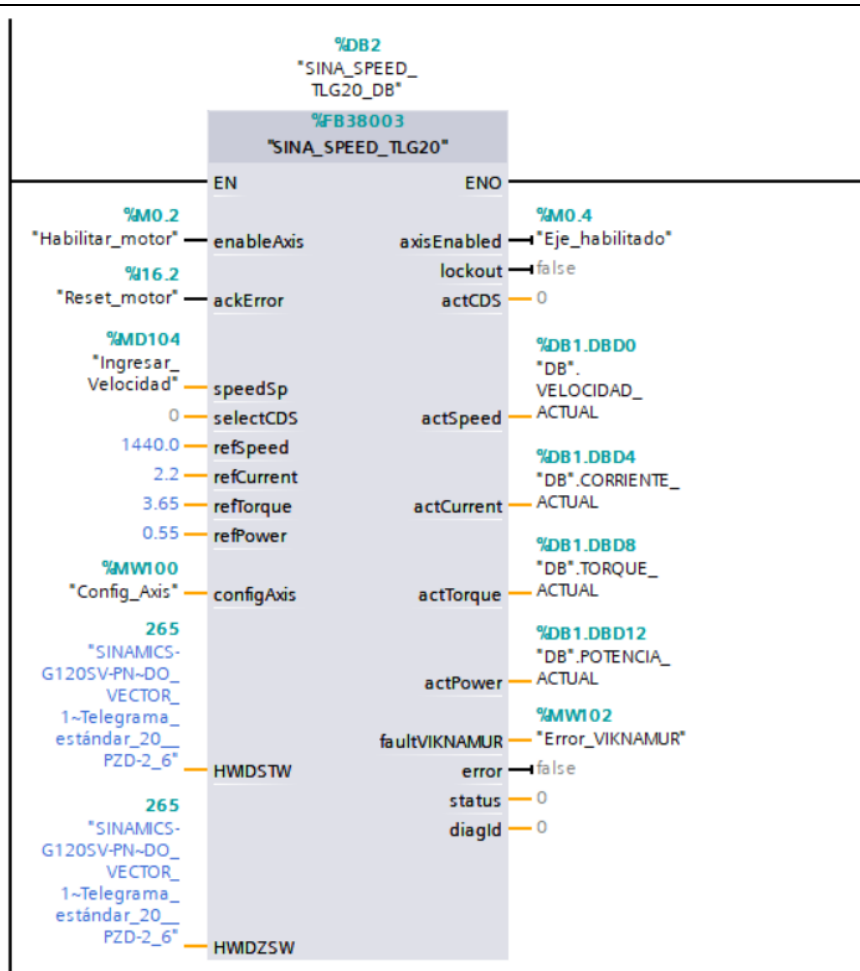 %DB2
"SINA_SPEED_
TLG20_DB"
%FB38003
"SINA_SPEED_TLG20"
EN ENO
%M0.2
"Habilitar_motor" enableAxis
%M0.4
axisEnabled "Eje_habilitado"
lockout false
%I16.2
"Reset_motor" ackError
actCDS 0
%MD104
"Ingresar_
Velocidad" speedSp
0 selectCDS
%DB1.DBD0
"DB".
VELOCIDAD_
actSpeed ACTUAL
1440.0 refSpeed
2.2 refCurrent
3.65 refTorque
0.55 refPower
%DB1.DBD4
"DB".CORRIENTE_
actCurrent ACTUAL
%MW100
"Config_Axis" configAxis
%DB1.DBD8
"DB".TORQUE_
actTorque ACTUAL
265
"SINAMICS-
G120SV-PN~DO_
VECTOR_
1~Telegrama_
estándar_20__
PZD-2_6" HWIDSTW
%DB1.DBD12
"DB".POTENCIA_
actPower ACTUAL
%MW102
faultVIKNAMUR "Error_VIKNAMUR"
error false
status 0
diagId 0
265
"SINAMICS-
G120SV-PN~DO_
VECTOR_
1~Telegrama_
estándar_20__
PZD-2_6" HWIDZSW